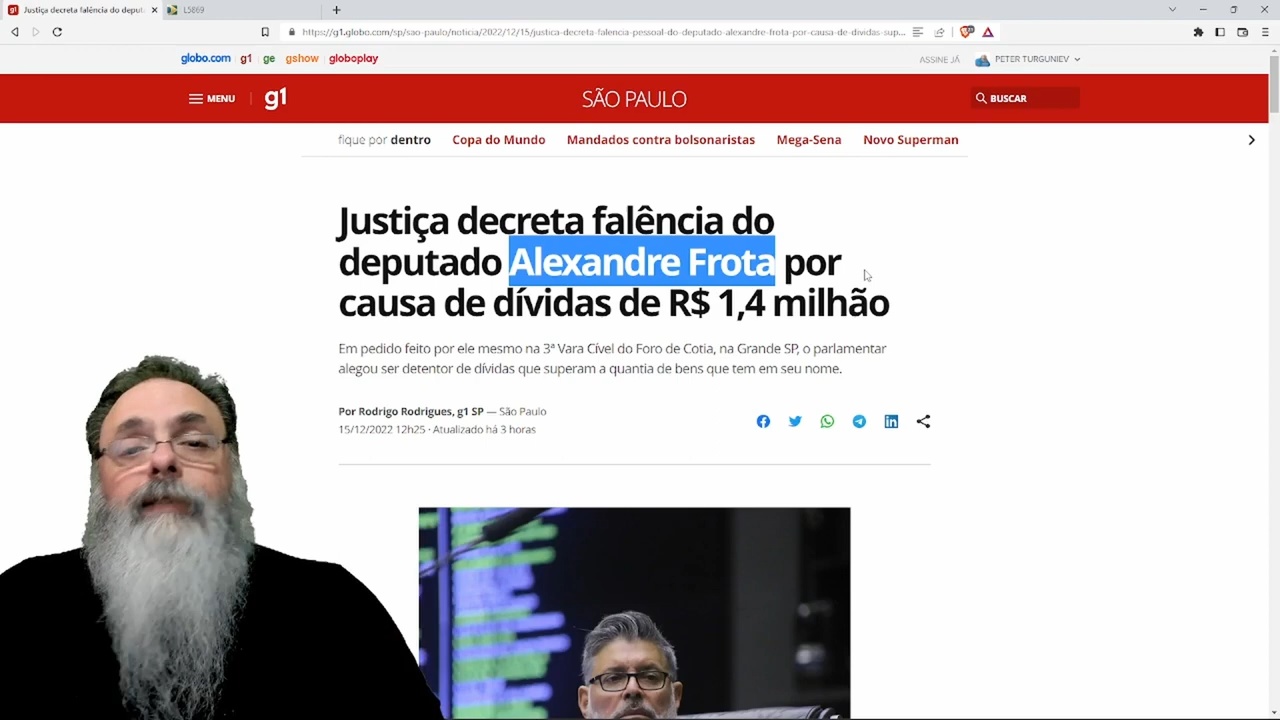 Justiça decreta falência do deput
L5869
https://g1.globo.com/sp/sao-paulo/noticia/2022/12/15/justica-decreta-falencia-pessoal-do-deputado-alexandre-frota-por-causa-de-dividas-sup...
globo.com g1 ge gshow globoplay
ASSINE JÁ
PETER TURGUNIEV
MENU
g1
SÃO PAULO
BUSCAR
fique por dentro
Copa do Mundo
Mandados contra bolsonaristas
Mega-Sena
Novo Superman
Justiça decreta falência do
deputado Alexandre Frota por
causa de dívidas de R$ 1,4 milhão
Em pedido feito por ele mesmo na 3ª Vara Cível do Foro de Cotia, na Grande SP, o parlamentar
alegou ser detentor de dívidas que superam a quantia de bens que tem em seu nome.
Por Rodrigo Rodrigues, g1 SP — São Paulo
15/12/2022 12h25 · Atualizado há 3 horas